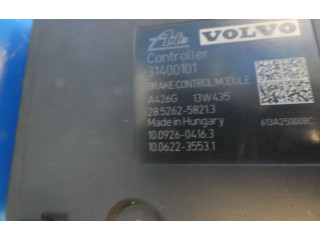 Ate VOLVO
Controller
31400101
BRAKE CONTROL MODULE
A426G 13W435
28.5262-5821.3
Made in Hungary 613A250008C
10.0926-0416.3
10.0622-3553.1